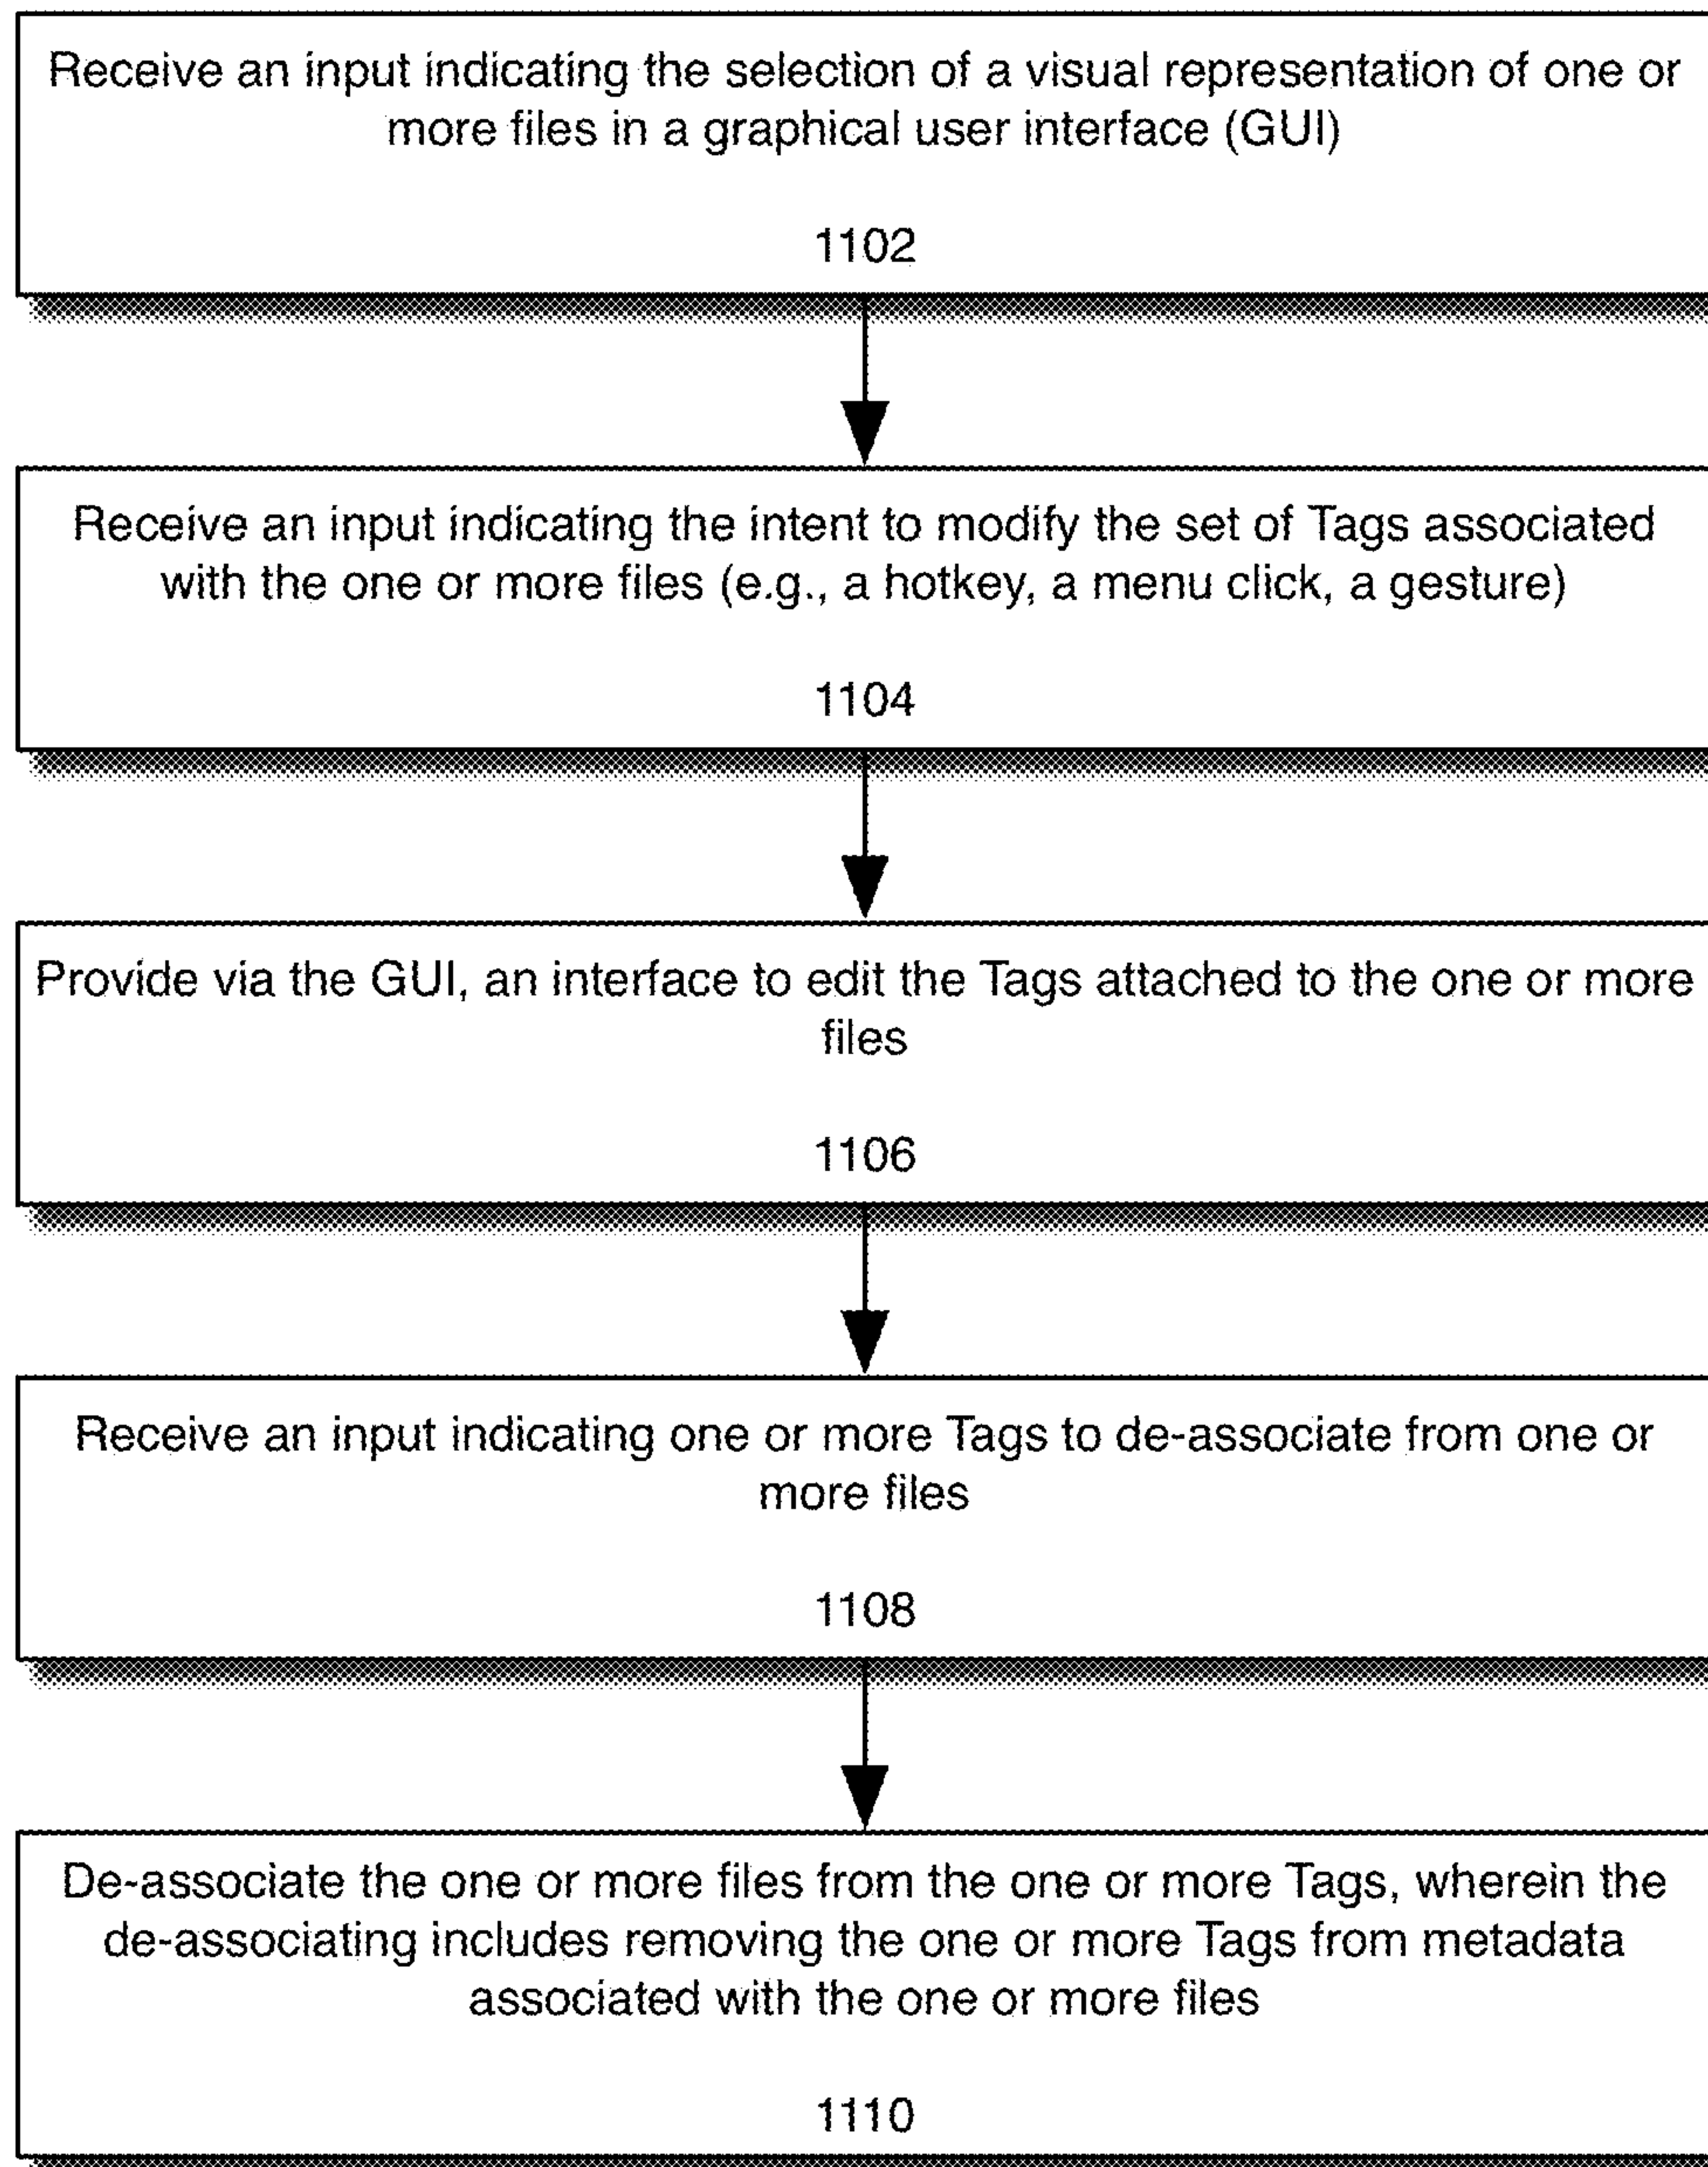 Receive an input indicating the selection of a visual representation of one or
more files in a graphical user interface (GUI)
1102
Receive an input indicating the intent to modify the set of Tags associated
with the one or more files (e.g., a hotkey, a menu click, a gesture)
1104
Provide via the GUI, an interface to edit the Tags attached to the one or more
files
1106
Receive an input indicating one or more Tags to de-associate from one or
more files
1108
De-associate the one or more files from the one or more Tags, wherein the
de-associating includes removing the one or more Tags from metadata
associated with the one or more files
1110